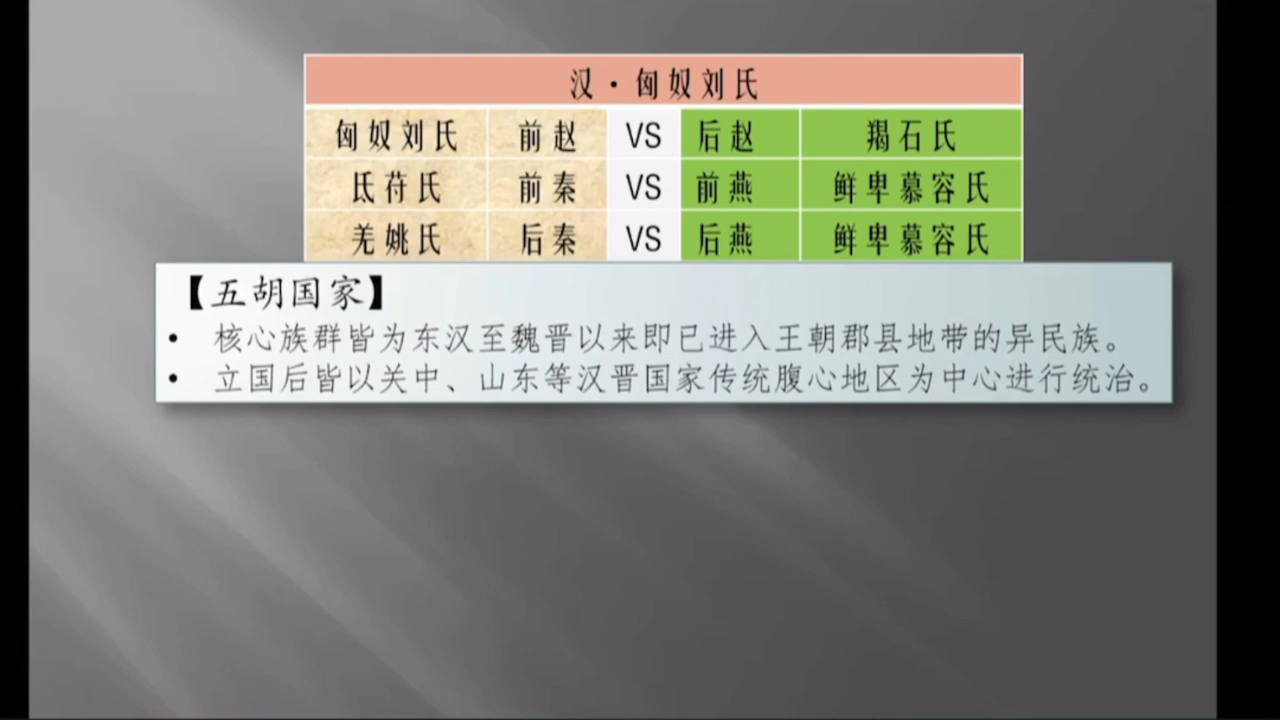 汉·匈奴刘氏
匈奴刘氏 前赵 VS 后赵 羯石氏
氐苻氏 前秦 VS 前燕 鲜卑慕容氏
羌姚氏 后秦 VS 后燕 鲜卑慕容氏
【五胡国家】
• 核心族群皆为东汉至魏晋以来即已进入王朝郡县地带的异民族。
• 立国后皆以关中、山东等汉晋国家传统腹心地区为中心进行统治。